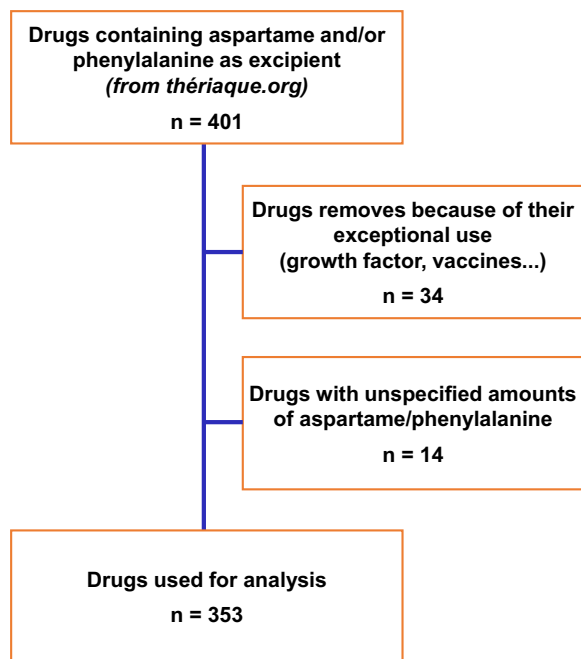 Drugs containing aspartame and/or
phenylalanine as excipient
(from thériaque.org)
n = 401
Drugs removes because of their
exceptional use
(growth factor, vaccines...)
n = 34
Drugs with unspecified amounts
of aspartame/phenylalanine
n = 14
Drugs used for analysis
n = 353